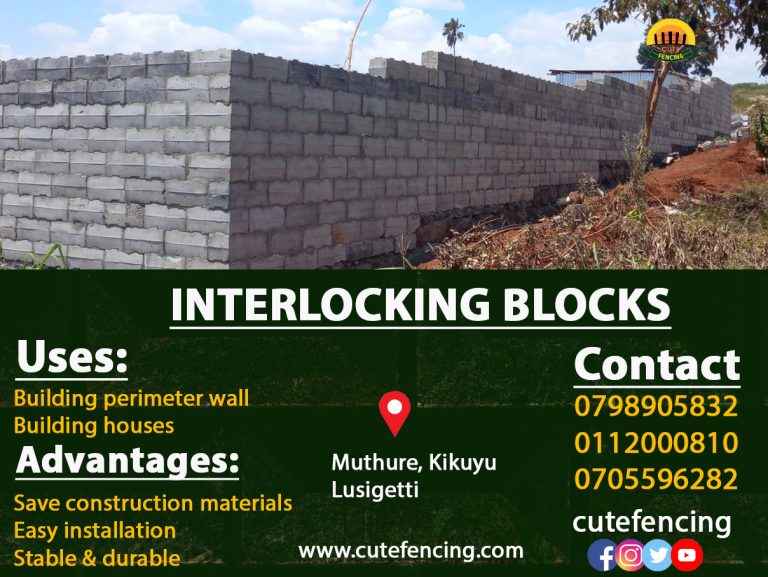 FENCING
INTERLOCKING BLOCKS
Uses:
Building perimeter wall
Building houses
Advantages:
Save construction materials
Easy installation
Stable & durable
Muthure, Kikuyu
Lusigetti
www.cutefencing.com
Contact
0798905832
0112000810
0705596282
cutefencing